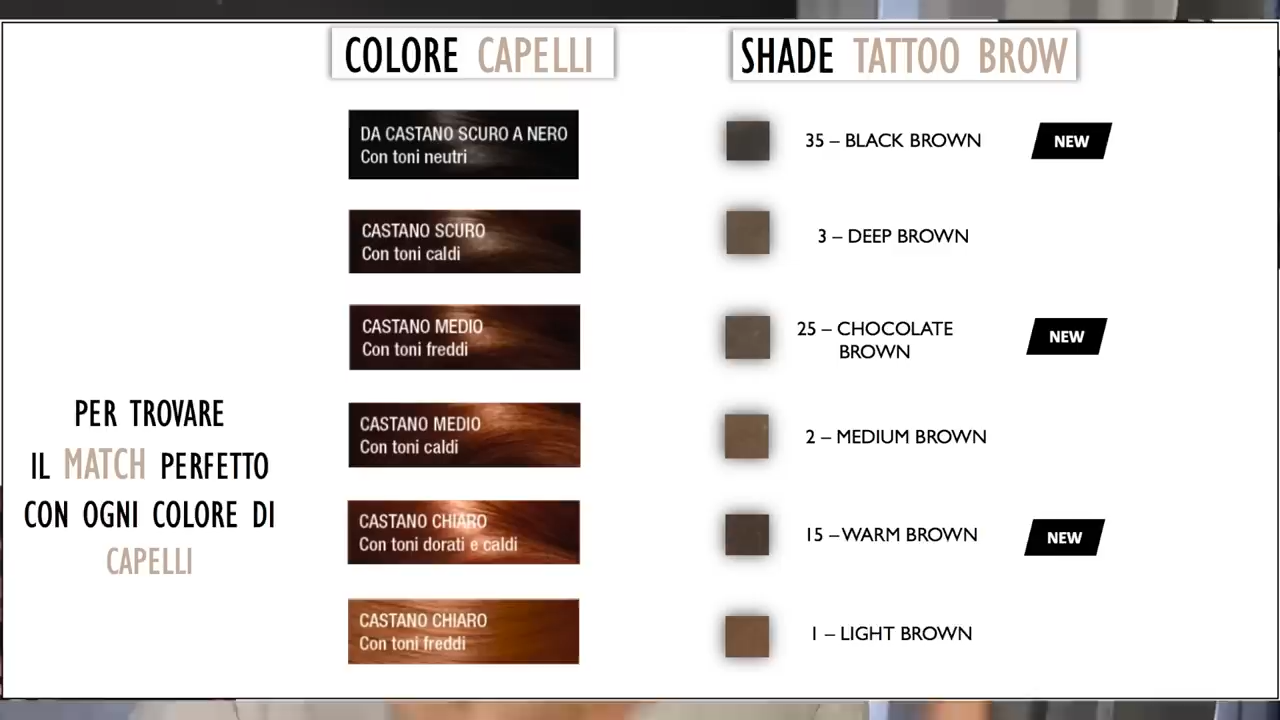 COLORE CAPELLI
SHADE TATTOO BROW
DA CASTANO SCURO A NERO
Con toni neutri
35 – BLACK BROWN
NEW
CASTANO SCURO
Con toni caldi
3 – DEEP BROWN
CASTANO MEDIO
Con toni freddi
25 – CHOCOLATE
BROWN
NEW
CASTANO MEDIO
Con toni caldi
2 – MEDIUM BROWN
CASTANO CHIARO
Con toni dorati e caldi
15 – WARM BROWN
NEW
CASTANO CHIARO
Con toni freddi
1 – LIGHT BROWN
PER TROVARE
IL MATCH PERFETTO
CON OGNI COLORE DI
CAPELLI